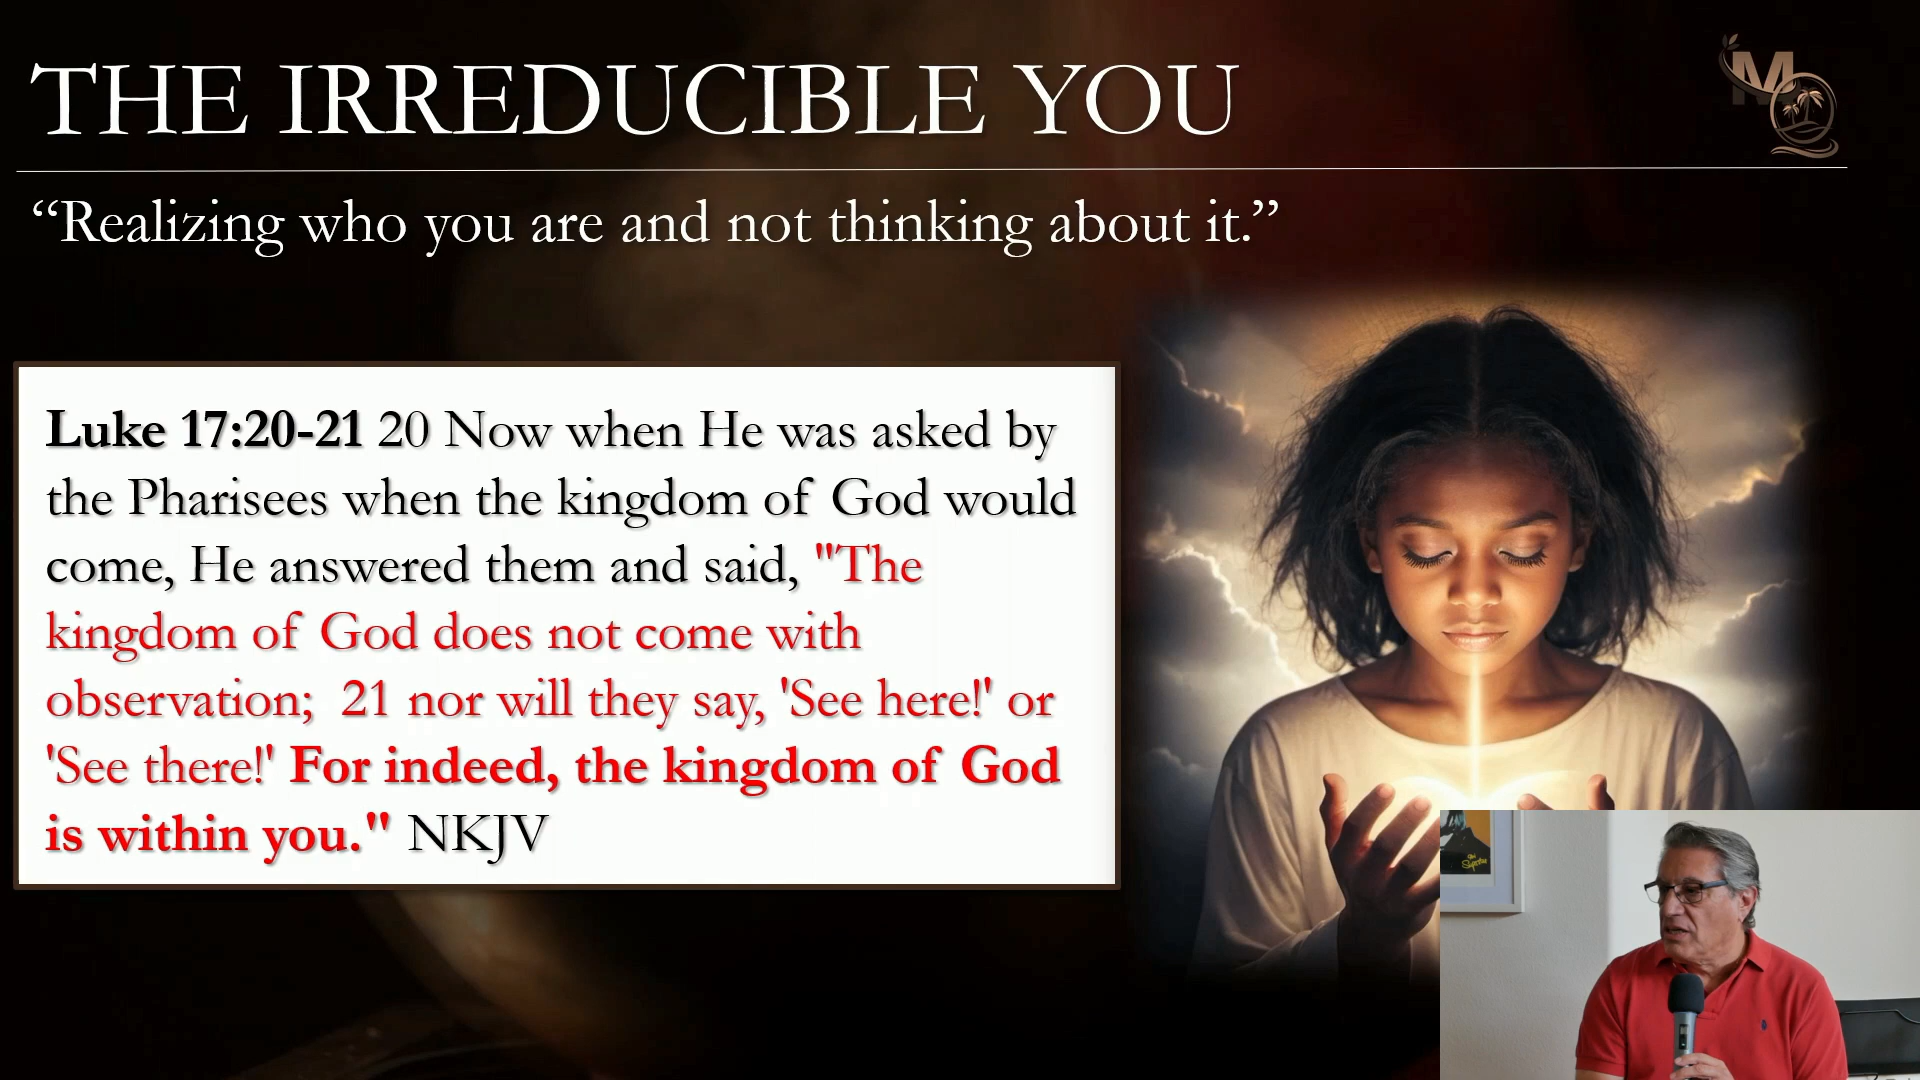 THE IRREDUCIBLE YOU
MQ
“Realizing who you are and not thinking about it.”
Luke 17:20-21 20 Now when He was asked by
the Pharisees when the kingdom of God would
come, He answered them and said, "The
kingdom of God does not come with
observation;  21 nor will they say, 'See here!' or
'See there!' For indeed, the kingdom of God
is within you." NKJV